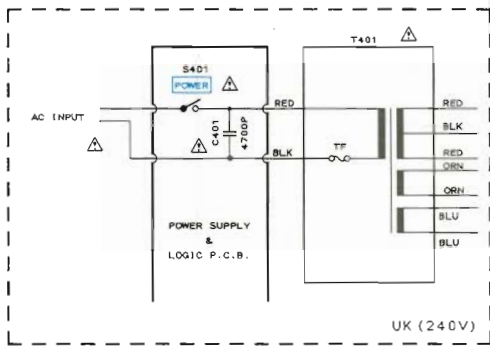 T401
S401
POWER
RED
RED
AC INPUT
C401
4700P
BLK
BLK
TF
RED
ORN
ORN
POWER SUPPLY
&
LOGIC P.C.B.
BLU
BLU
UK (240V)